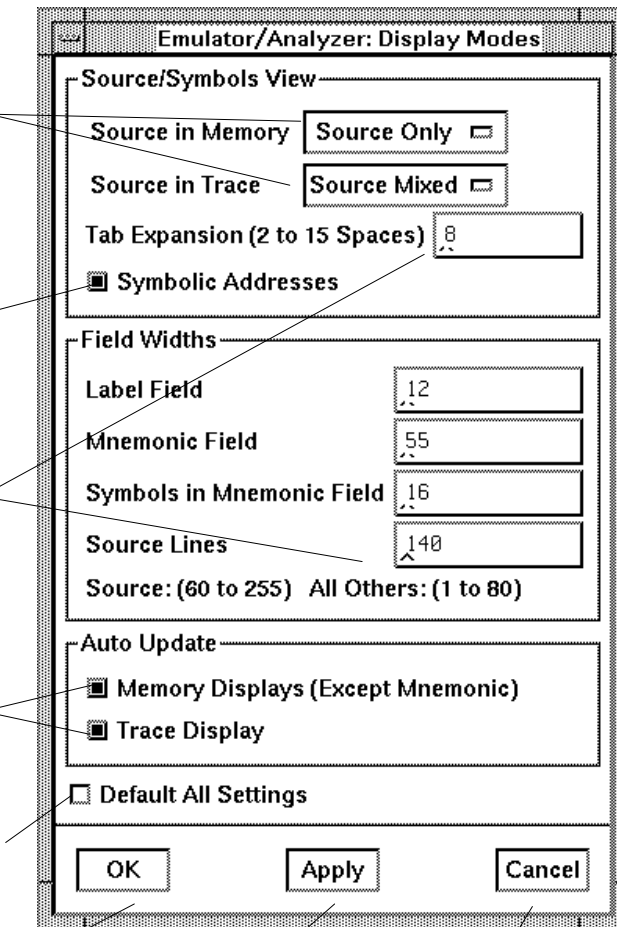 Emulator/Analyzer: Display Modes
Source/Symbols View
Source in Memory Source Only
Source in Trace Source Mixed
Tab Expansion (2 to 15 Spaces) 8
Symbolic Addresses
Field Widths
Label Field 12
Mnemonic Field 55
Symbols in Mnemonic Field 16
Source Lines 140
Source: (60 to 255) All Others: (1 to 80)
Auto Update
Memory Displays (Except Mnemonic)
Trace Display
Default All Settings
OK Apply Cancel